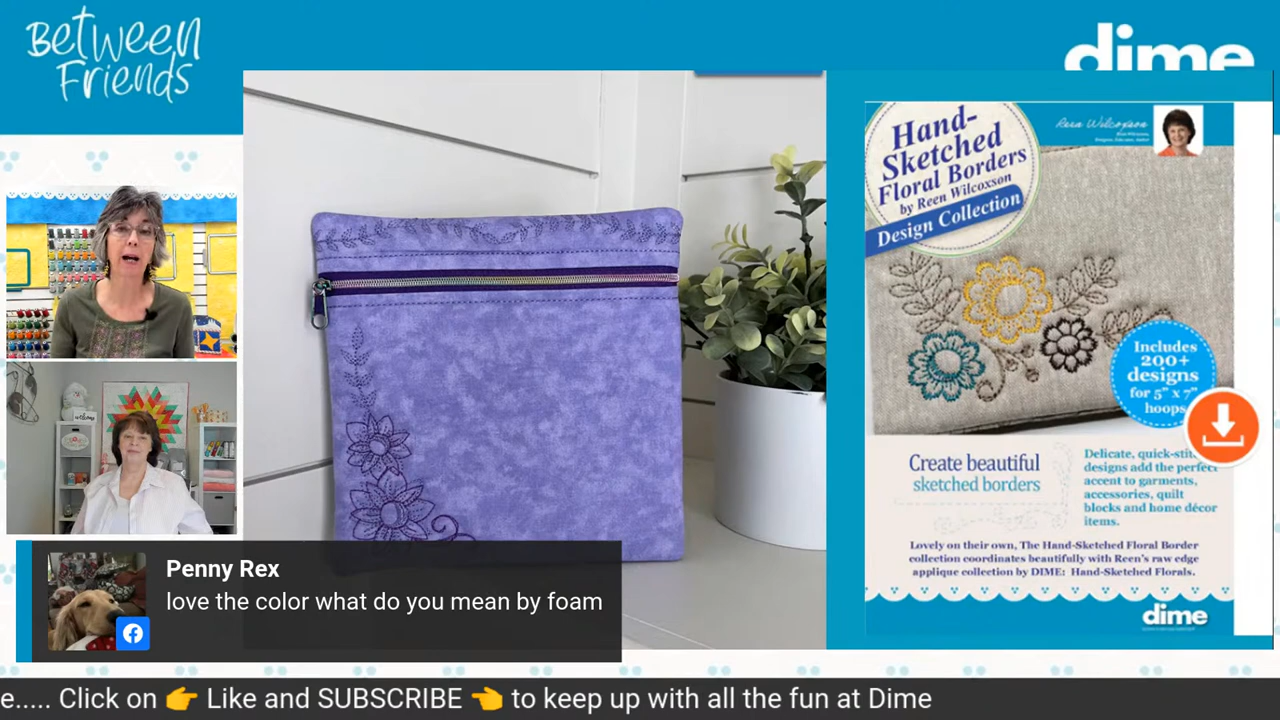 Between
Friends
dime
Reen Wilcoxson
Hand-
Sketched
Floral Borders
by Reen Wilcoxson
Design Collection
Includes
200+
designs
for 5" x 7"
hoops
Create beautiful
sketched borders
Delicate, quick-stit
designs add the perfect
accent to garments,
accessories, quilt
blocks and home décor
items.
Lovely on their own, The Hand-Sketched Floral Border
collection coordinates beautifully with Reen's raw edge
applique collection by DIME: Hand-Sketched Florals.
dime
Penny Rex
love the color what do you mean by foam
e..... Click on 👉 Like and SUBSCRIBE 👈 to keep up with all the fun at Dime